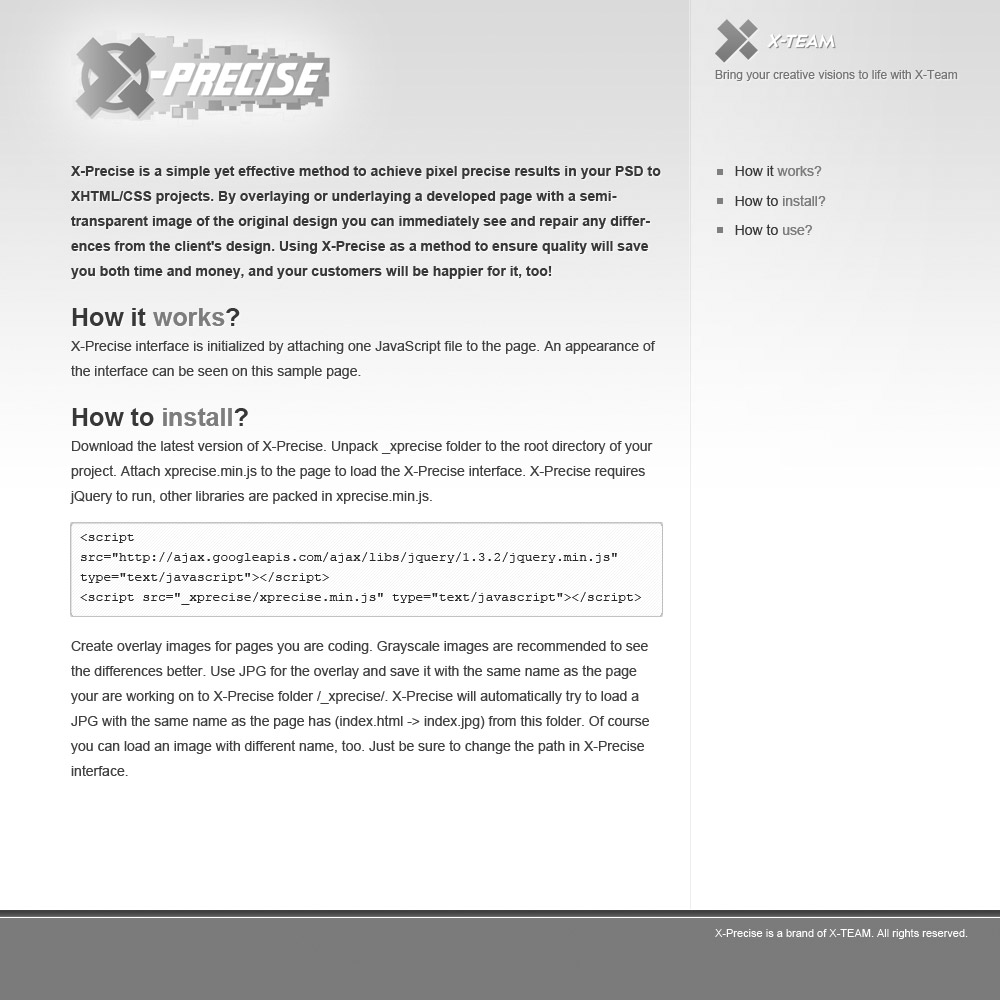 X-PRECISE
X-TEAM
Bring your creative visions to life with X-Team
X-Precise is a simple yet effective method to achieve pixel precise results in your PSD to
XHTML/CSS projects. By overlaying or underlaying a developed page with a semi-
transparent image of the original design you can immediately see and repair any differ-
ences from the client's design. Using X-Precise as a method to ensure quality will save
you both time and money, and your customers will be happier for it, too!
How it works?
X-Precise interface is initialized by attaching one JavaScript file to the page. An appearance of
the interface can be seen on this sample page.
How to install?
Download the latest version of X-Precise. Unpack _xprecise folder to the root directory of your
project. Attach xprecise.min.js to the page to load the X-Precise interface. X-Precise requires
jQuery to run, other libraries are packed in xprecise.min.js.
<script
src="http://ajax.googleapis.com/ajax/libs/jquery/1.3.2/jquery.min.js"
type="text/javascript"></script>
<script src="_xprecise/xprecise.min.js" type="text/javascript"></script>
Create overlay images for pages you are coding. Grayscale images are recommended to see
the differences better. Use JPG for the overlay and save it with the same name as the page
your are working on to X-Precise folder /_xprecise/. X-Precise will automatically try to load a
JPG with the same name as the page has (index.html -> index.jpg) from this folder. Of course
you can load an image with different name, too. Just be sure to change the path in X-Precise
interface.
How it works?
How to install?
How to use?
X-Precise is a brand of X-TEAM. All rights reserved.